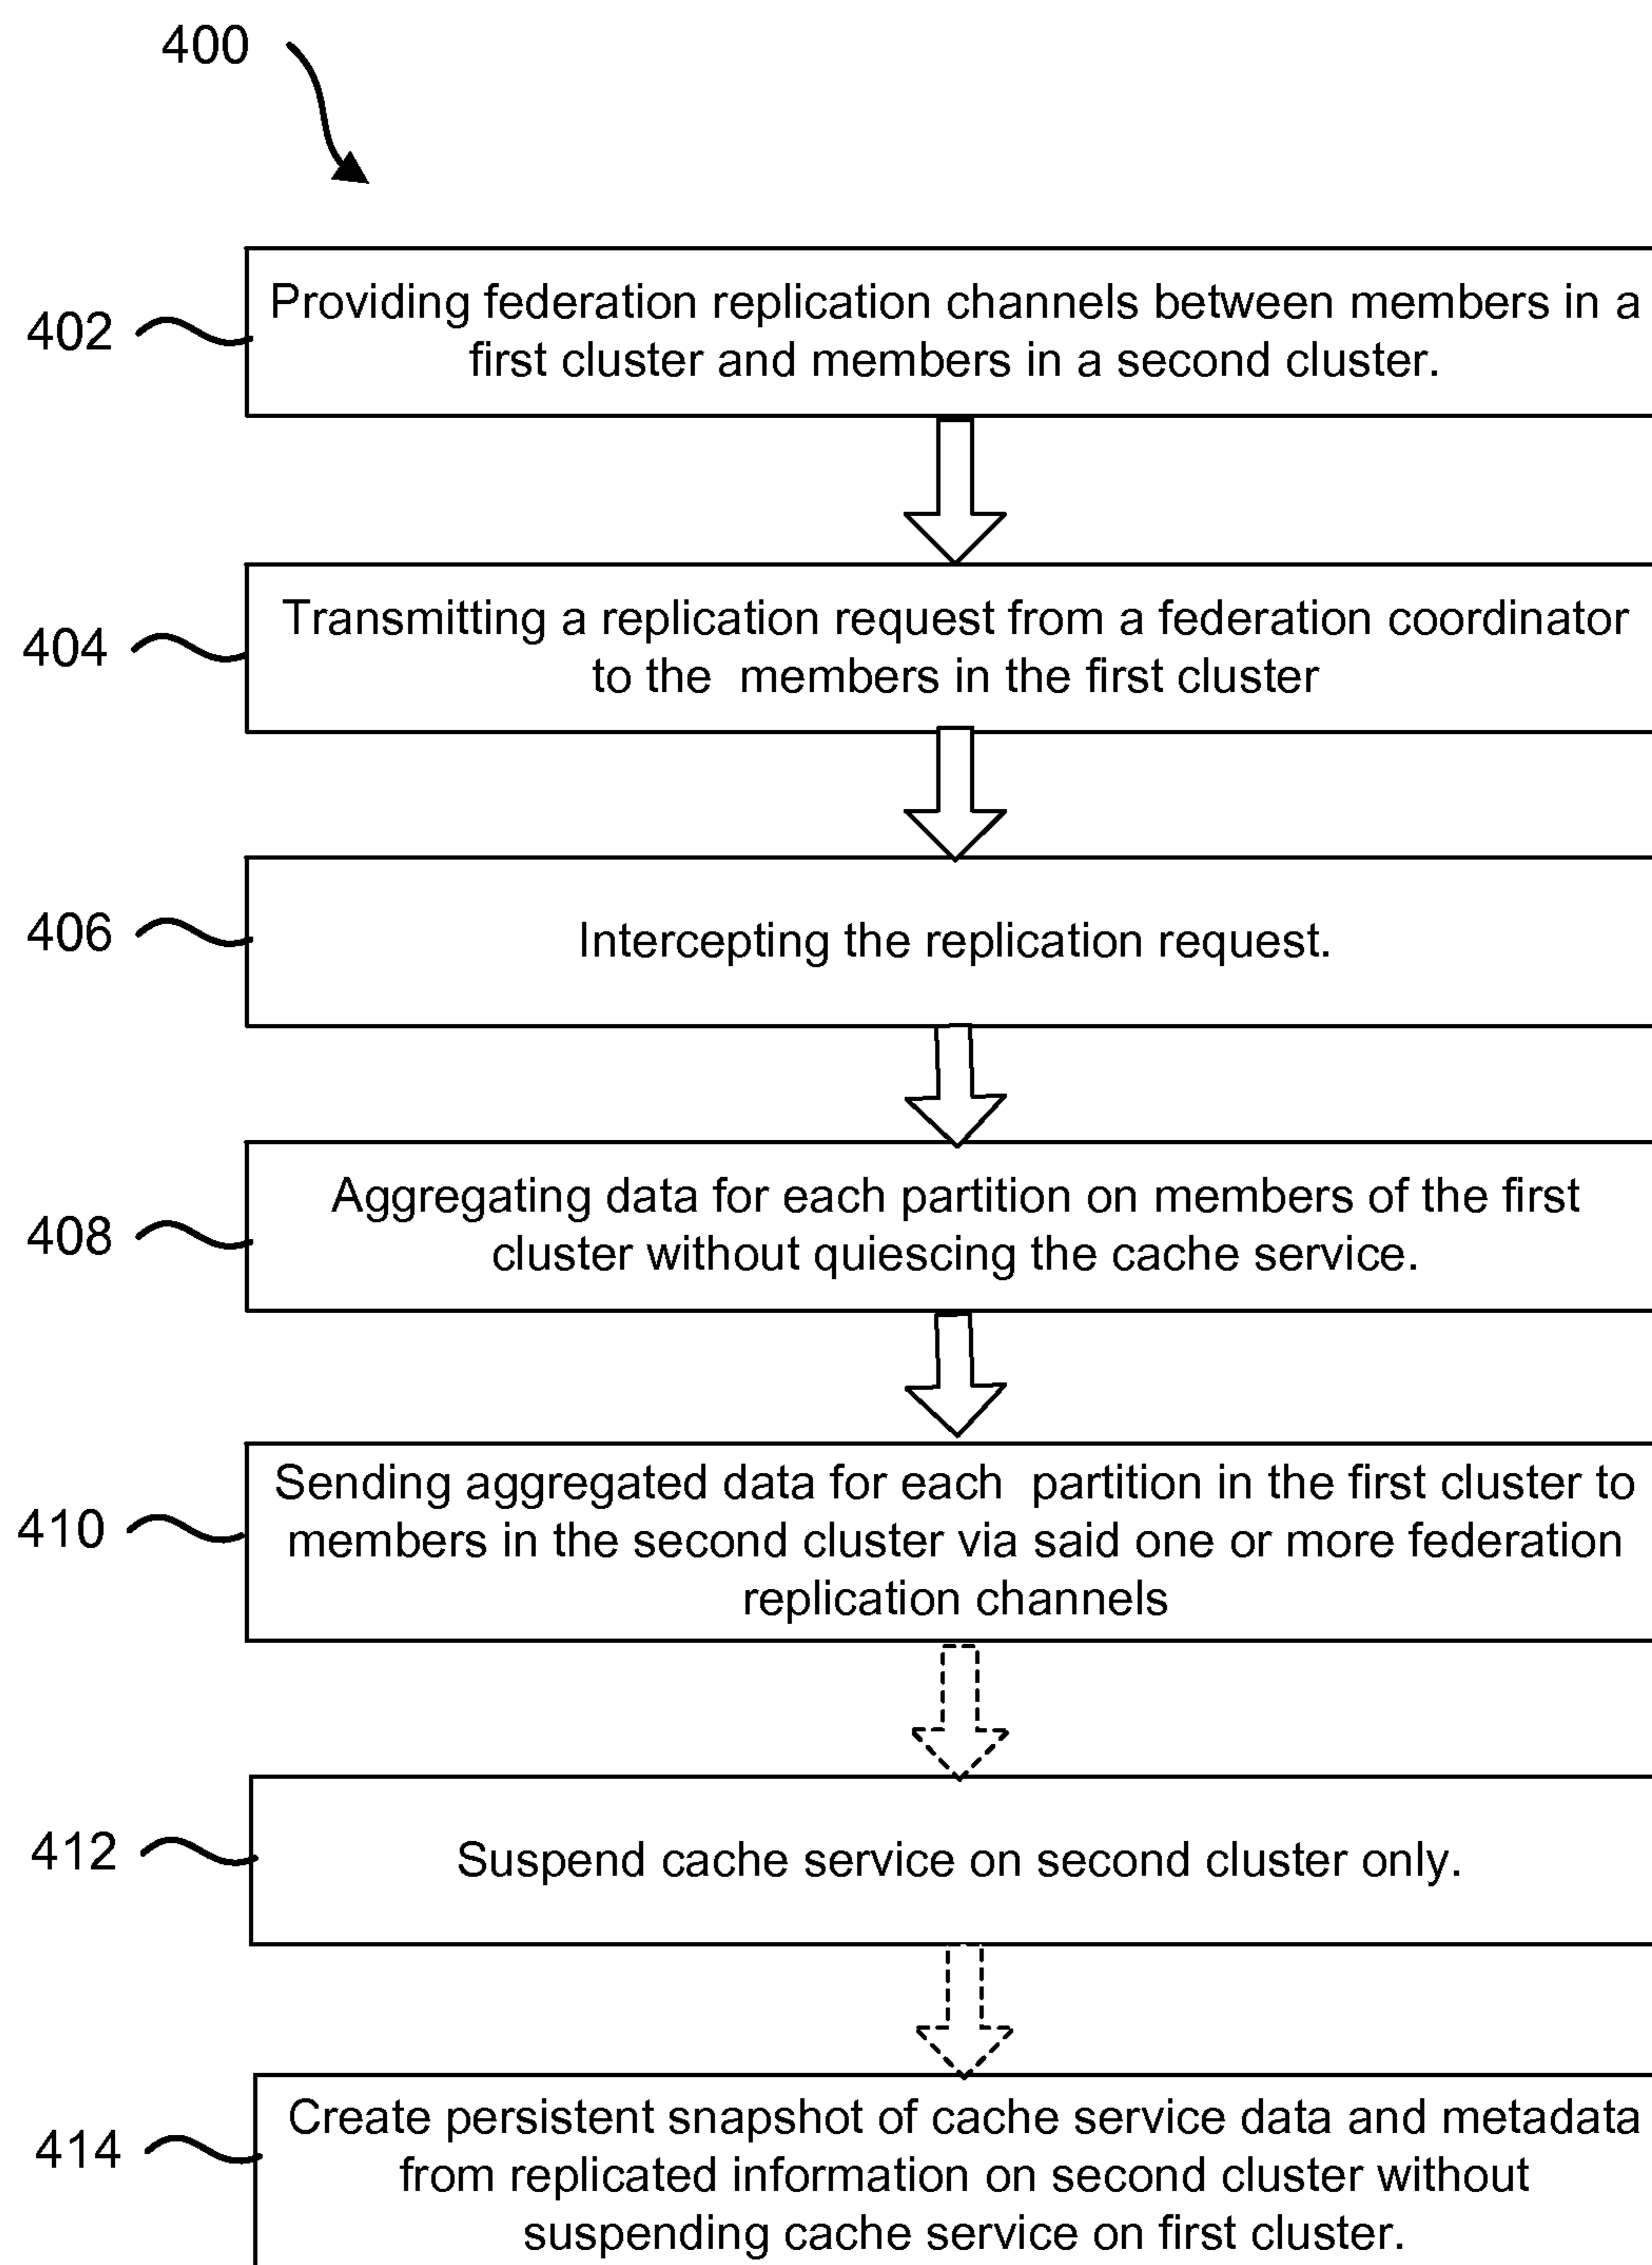 400
402
Providing federation replication channels between members in a
first cluster and members in a second cluster.
404
Transmitting a replication request from a federation coordinator
to the members in the first cluster
406
Intercepting the replication request.
408
Aggregating data for each partition on members of the first
cluster without quiescing the cache service.
410
Sending aggregated data for each partition in the first cluster to
members in the second cluster via said one or more federation
replication channels
412
Suspend cache service on second cluster only.
414
Create persistent snapshot of cache service data and metadata
from replicated information on second cluster without
suspending cache service on first cluster.